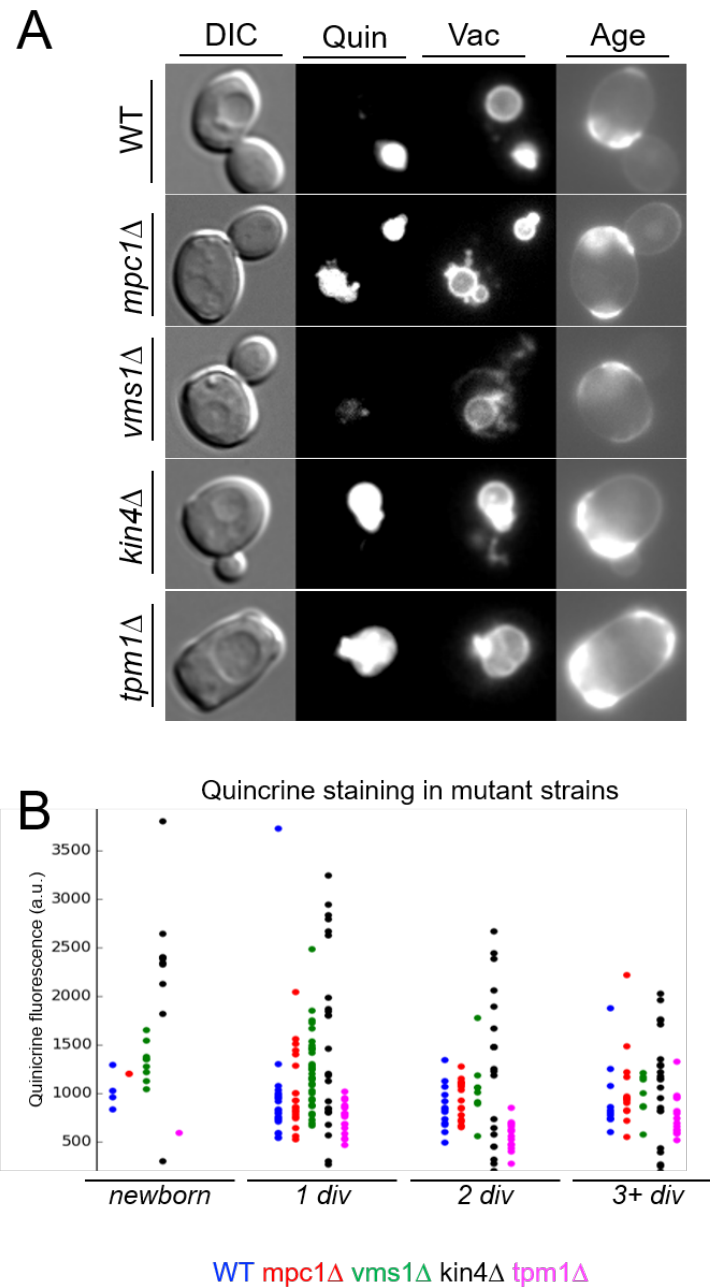 A
DIC Quin Vac Age
WT
mpc1Δ
vms1Δ
kin4Δ
tpm1Δ
B
Quincrine staining in mutant strains
Quinicrine fluorescence (a.u.)
3500
3000
2500
2000
1500
1000
500
newborn 1 div 2 div 3+ div
WT mpc1Δ vms1Δ kin4Δ tpm1Δ